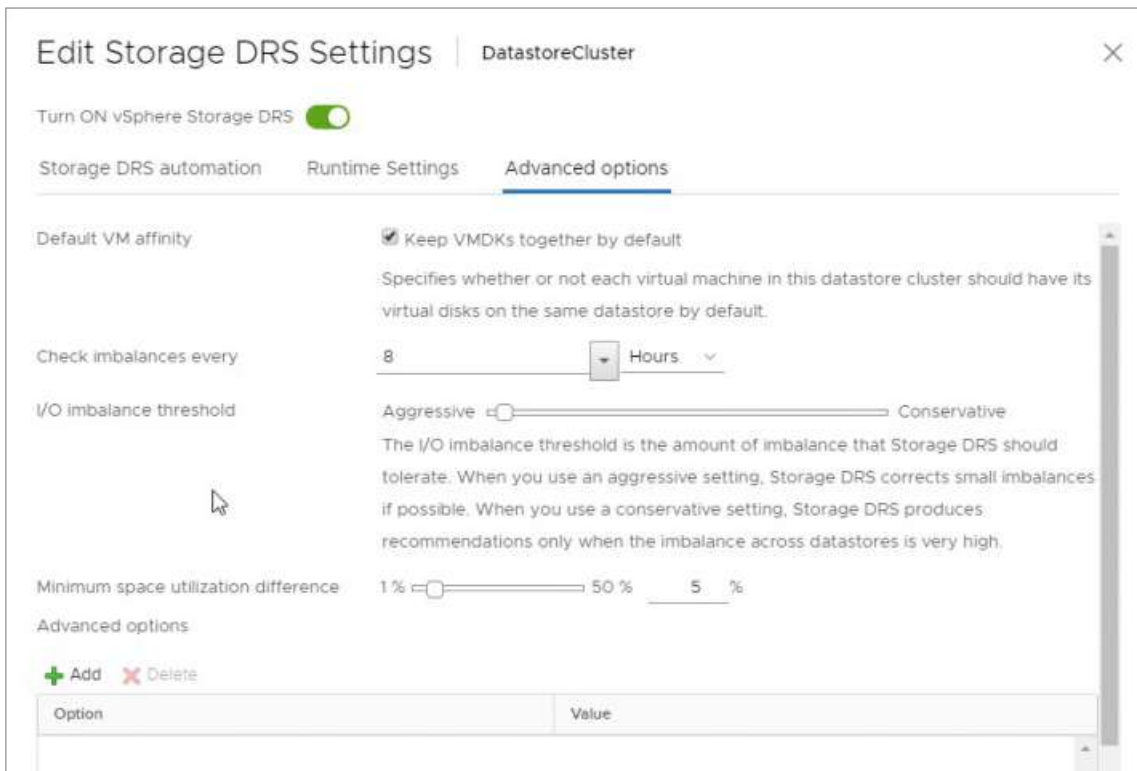 Edit Storage DRS Settings DatastoreCluster
Turn ON vSphere Storage DRS
Storage DRS automation Runtime Settings Advanced options
Default VM affinity Keep VMDKs together by default
Specifies whether or not each virtual machine in this datastore cluster should have its
virtual disks on the same datastore by default.
Check imbalances every 8 Hours
I/O imbalance threshold Aggressive Conservative
The I/O imbalance threshold is the amount of imbalance that Storage DRS should
tolerate. When you use an aggressive setting, Storage DRS corrects small imbalances
if possible. When you use a conservative setting, Storage DRS produces
recommendations only when the imbalance across datastores is very high.
Minimum space utilization difference 1 % 50 % 5 %
Advanced options
Add Delete
Option Value